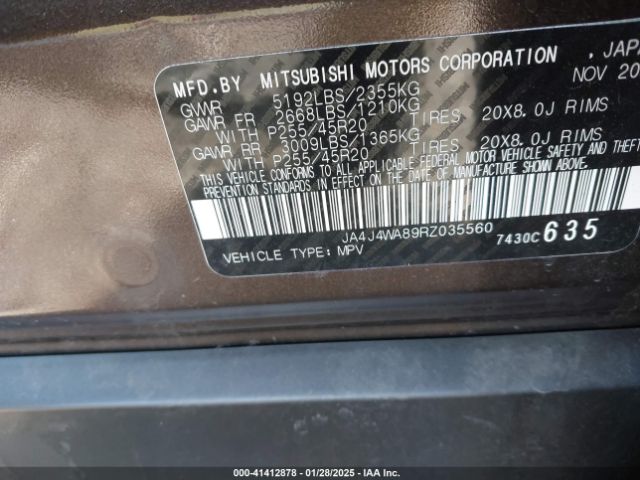 MFD.BY MITSUBISHI MOTORS CORPORATION , JAPA
GVWR 5192LBS/2355KG NOV 20
GAWR FR 2668LBS/1210KG
WITH P255/45R20 TIRES 20X8.0J RIMS
GAWR RR 3009LBS/1365KG
WITH P255/45R20 TIRES 20X8.0J RIMS
THIS VEHICLE CONFORMS TO ALL APPLICABLE FEDERAL MOTOR VEHICLE SAFETY AND THEFT
PREVENTION STANDARDS IN EFFECT ON THE DATE OF MANUFACTURE SHOWN ABOVE.
JA4J4WA89RZ035560
7430C635
VEHICLE TYPE: MPV
000-41412878 - 01/28/2025 - IAA Inc.